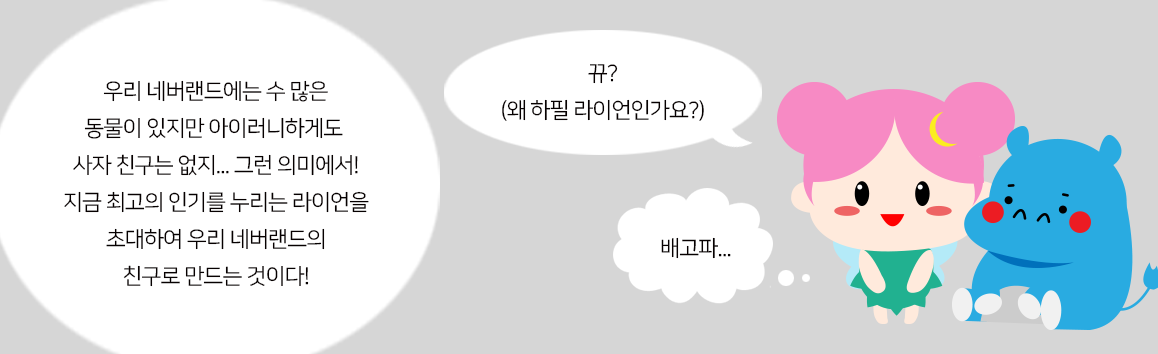 우리 네버랜드에는 수 많은
동물이 있지만 아이러니하게도
사자 친구는 없지... 그런 의미에서!
지금 최고의 인기를 누리는 라이언을
초대하여 우리 네버랜드의
친구로 만드는 것이다!
뀨?
(왜 하필 라이언인가요?)
배고파...